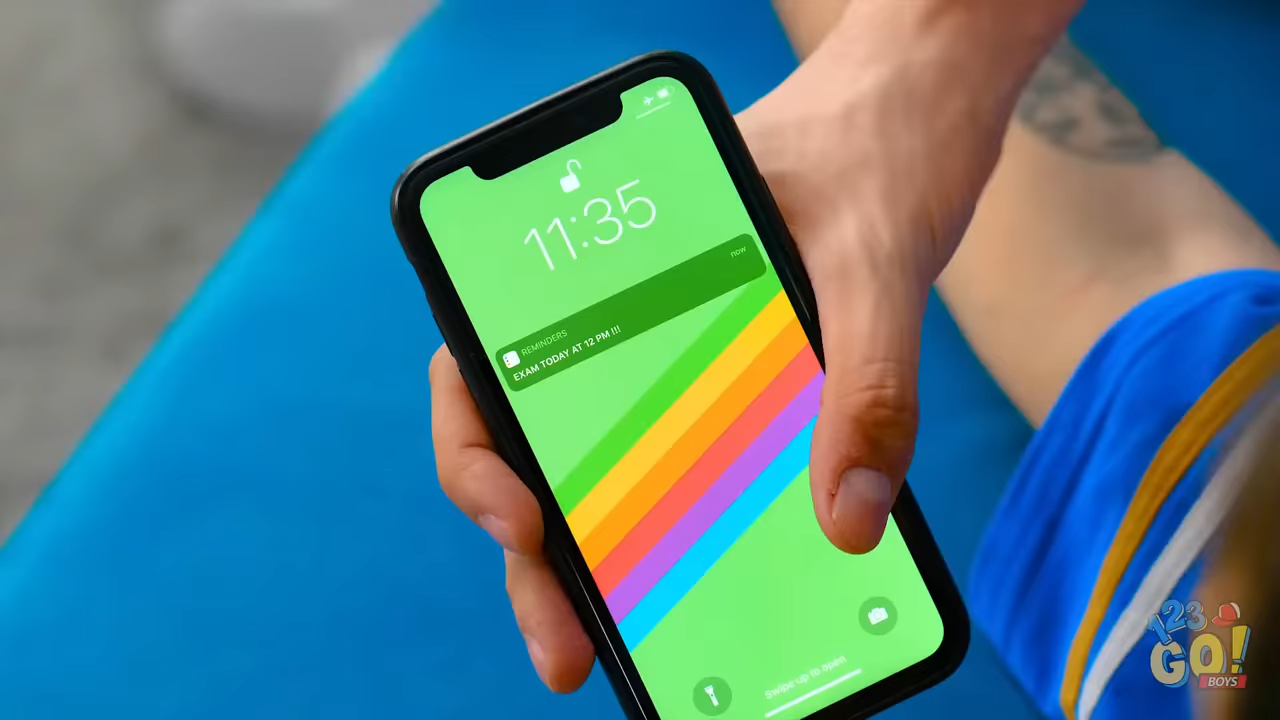 11:35
now
REMINDERS
EXAM TODAY AT 12 PM !!!
Swipe up to open
123
GO!
BOYS